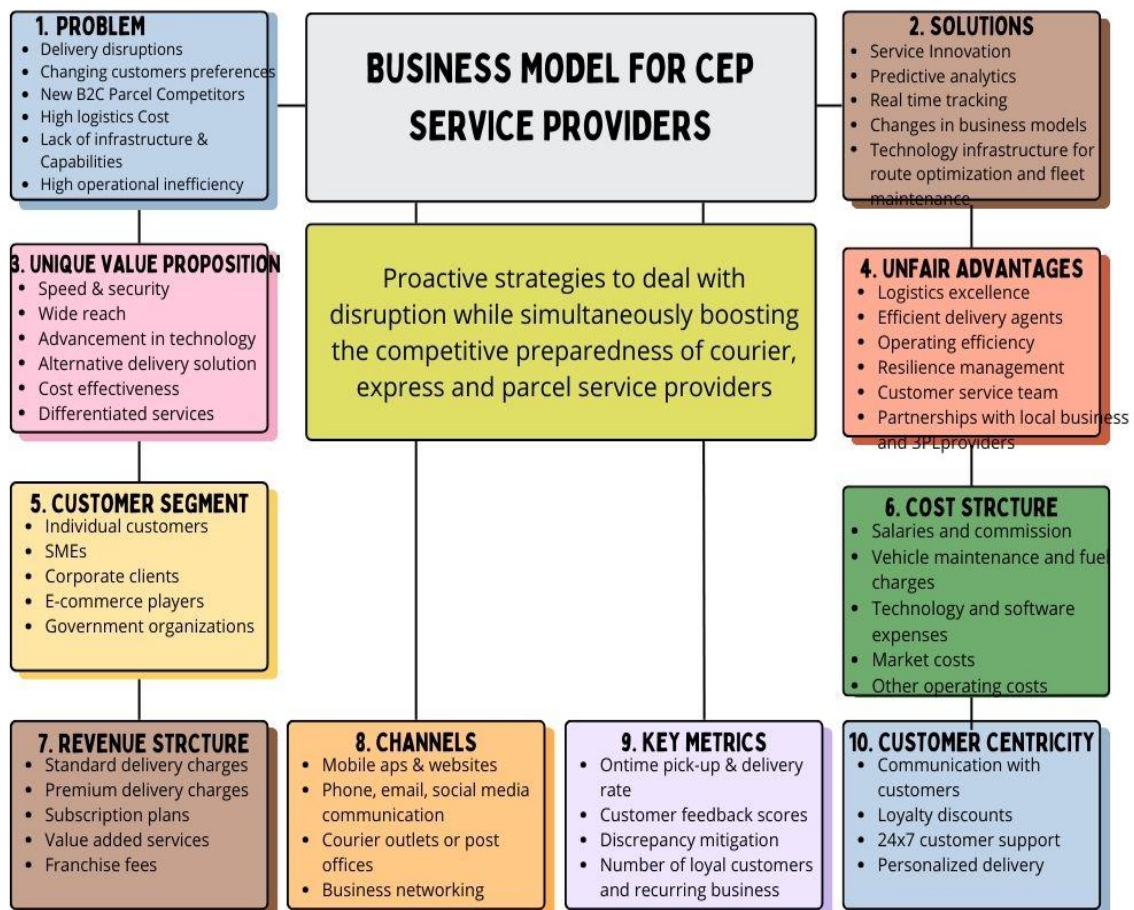 BUSINESS MODEL FOR CEP
SERVICE PROVIDERS
Proactive strategies to deal with
disruption while simultaneously boosting
the competitive preparedness of courier,
express and parcel service providers
1. PROBLEM
• Delivery disruptions
• Changing customers preferences
• New B2C Parcel Competitors
• High logistics Cost
• Lack of infrastructure &
Capabilities
• High operational inefficiency
2. SOLUTIONS
• Service Innovation
• Predictive analytics
• Real time tracking
• Changes in business models
• Technology infrastructure for
route optimization and fleet
maintenance
3. UNIQUE VALUE PROPOSITION
• Speed & security
• Wide reach
• Advancement in technology
• Alternative delivery solution
• Cost effectiveness
• Differentiated services
4. UNFAIR ADVANTAGES
• Logistics excellence
• Efficient delivery agents
• Operating efficiency
• Resilience management
• Customer service team
• Partnerships with local business
and 3PLproviders
5. CUSTOMER SEGMENT
• Individual customers
• SMEs
• Corporate clients
• E-commerce players
• Government organizations
6. COST STRCTURE
• Salaries and commission
• Vehicle maintenance and fuel
charges
• Technology and software
expenses
• Market costs
• Other operating costs
7. REVENUE STRCTURE
• Standard delivery charges
• Premium delivery charges
• Subscription plans
• Value added services
• Franchise fees
8. CHANNELS
• Mobile aps & websites
• Phone, email, social media
communication
• Courier outlets or post
offices
• Business networking
9. KEY METRICS
• Ontime pick-up & delivery
rate
• Customer feedback scores
• Discrepancy mitigation
• Number of loyal customers
and recurring business
10. CUSTOMER CENTRICITY
• Communication with
customers
• Loyalty discounts
• 24x7 customer support
• Personalized delivery